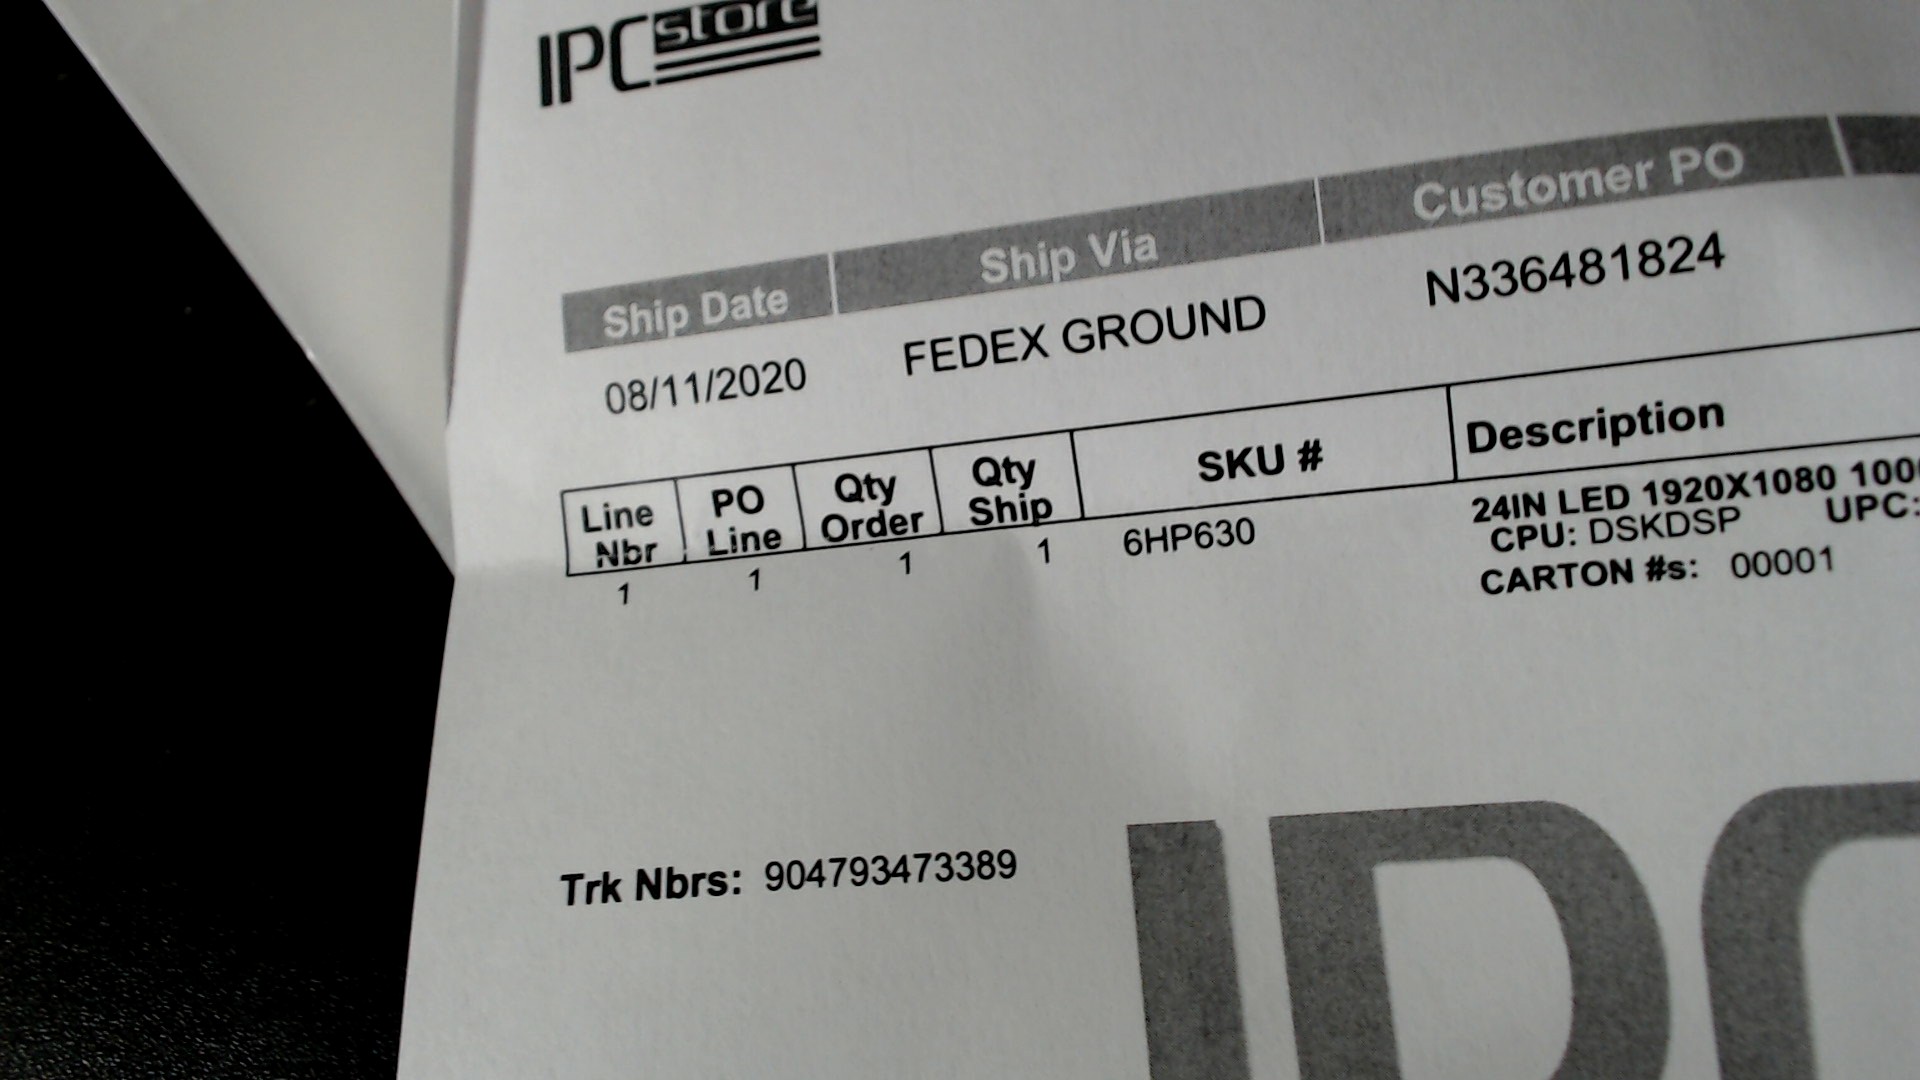 IPC store
Ship Date Ship Via Customer PO
08/11/2020 FEDEX GROUND N336481824
Line Nbr PO Line Qty Order Qty Ship SKU # Description
1 1 1 1 6HP630 24IN LED 1920X1080
CPU: DSKDSP UPC:
CARTON #s: 00001
Trk Nbrs: 904793473389
IPC